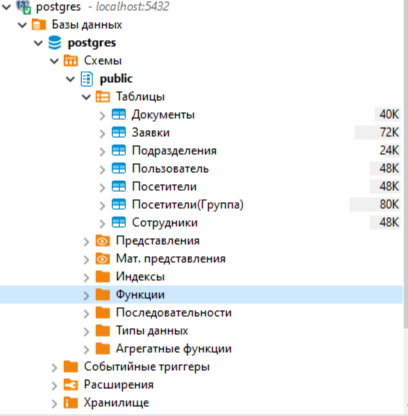 postgres - localhost:5432
Базы данных
postgres
Схемы
public
Таблицы
Документы 40K
Заявки 72K
Подразделения 24K
Пользователь 48K
Посетители 48K
Посетители(Группа) 80K
Сотрудники 48K
Представления
Мат. представления
Индексы
Функции
Последовательности
Типы данных
Агрегатные функции
Событийные триггеры
Расширения
Хранилище